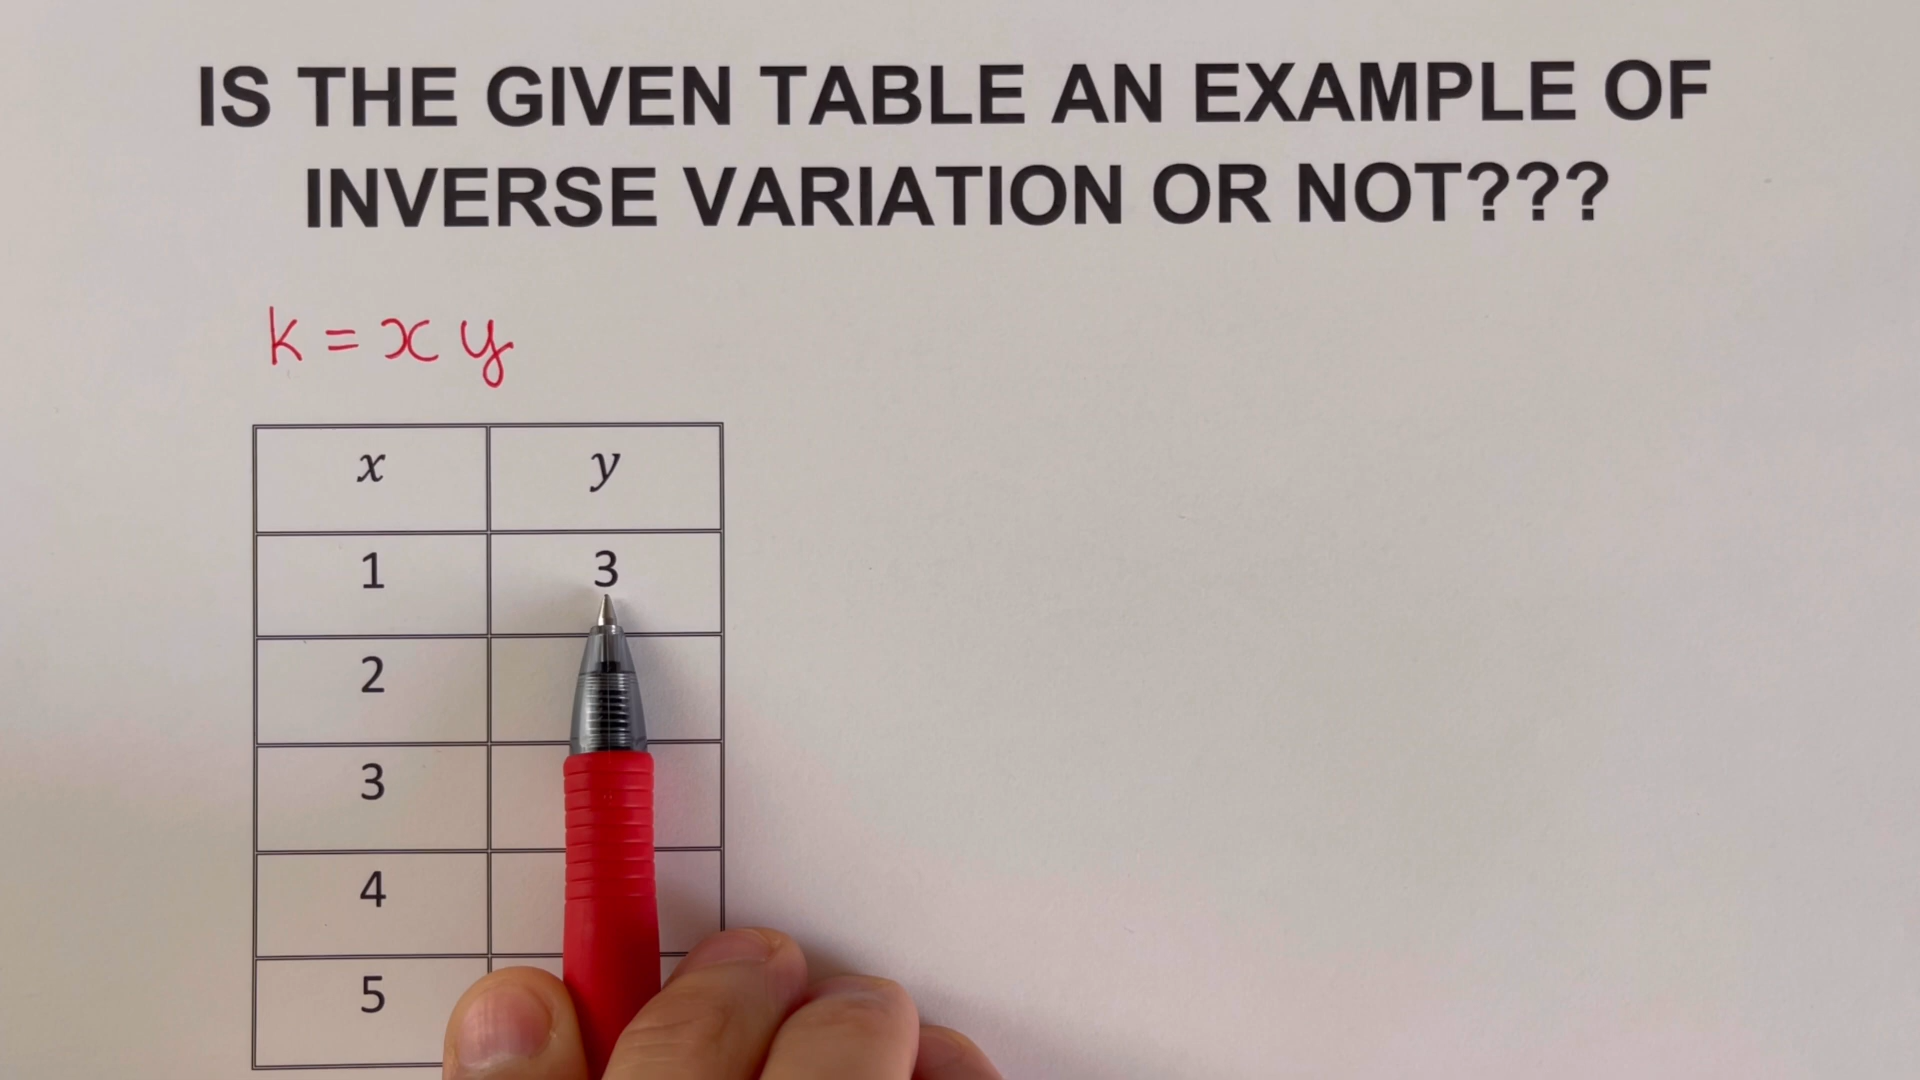 IS THE GIVEN TABLE AN EXAMPLE OF
INVERSE VARIATION OR NOT???
k = x y
x y
1 3
2
3
4
5